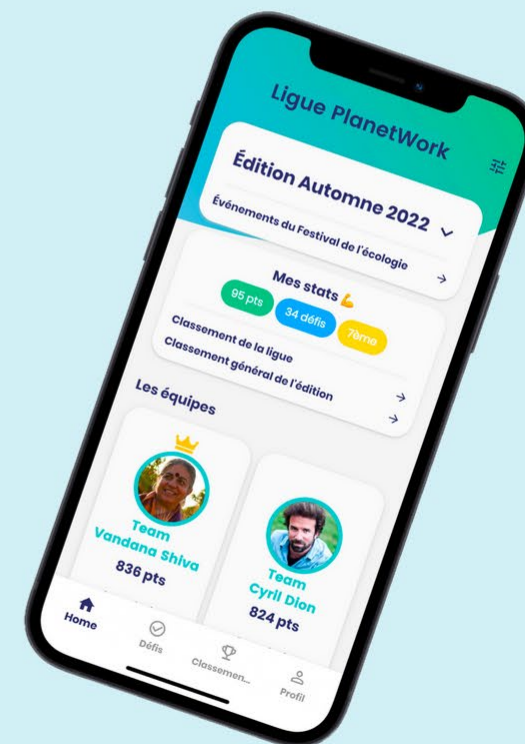 Ligue PlanetWork
Édition Automne 2022
Événements du Festival de l'écologie
Mes stats 💪
95 pts
34 défis
7ème
Classement de la ligue
Classement général de l'édition
Les équipes
Team
Vandana Shiva
836 pts
Team
Cyril Dion
824 pts
Home
Défis
Classemen...
Profil